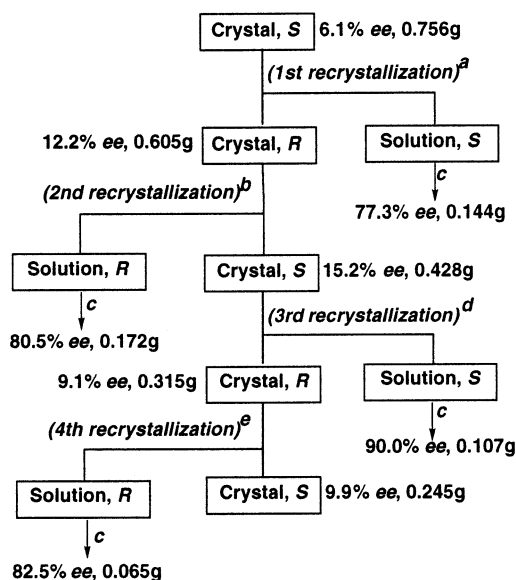 Crystal, S 6.1% ee, 0.756g
(1st recrystallization)a
12.2% ee, 0.605g Crystal, R Solution, S
c
(2nd recrystallization)b
77.3% ee, 0.144g
Solution, R Crystal, S 15.2% ee, 0.428g
c
(3rd recrystallization)d
80.5% ee, 0.172g
9.1% ee, 0.315g Crystal, R Solution, S
c
(4th recrystallization)e
90.0% ee, 0.107g
Solution, R Crystal, S 9.9% ee, 0.245g
c
82.5% ee, 0.065g